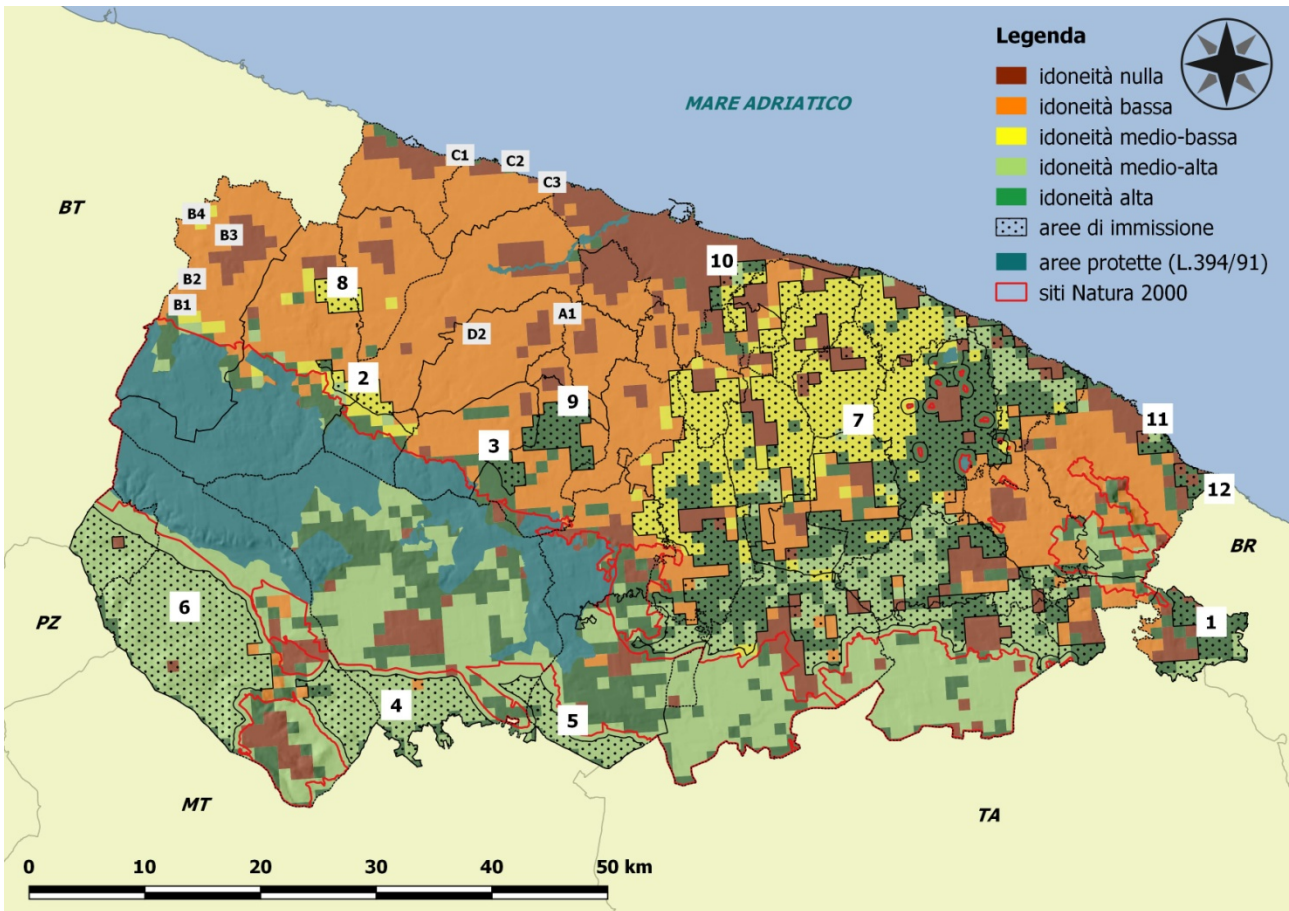 Legenda
idoneità nulla
idoneità bassa
idoneità medio-bassa
idoneità medio-alta
idoneità alta
aree di immissione
aree protette (L.394/91)
siti Natura 2000
MARE ADRIATICO
C1
C2
C3
BT
B4
B3
B2
B1
8
10
A1
D2
2
9
7
3
11
12
BR
PZ
6
1
4
5
MT
TA
0 10 20 30 40 50 km